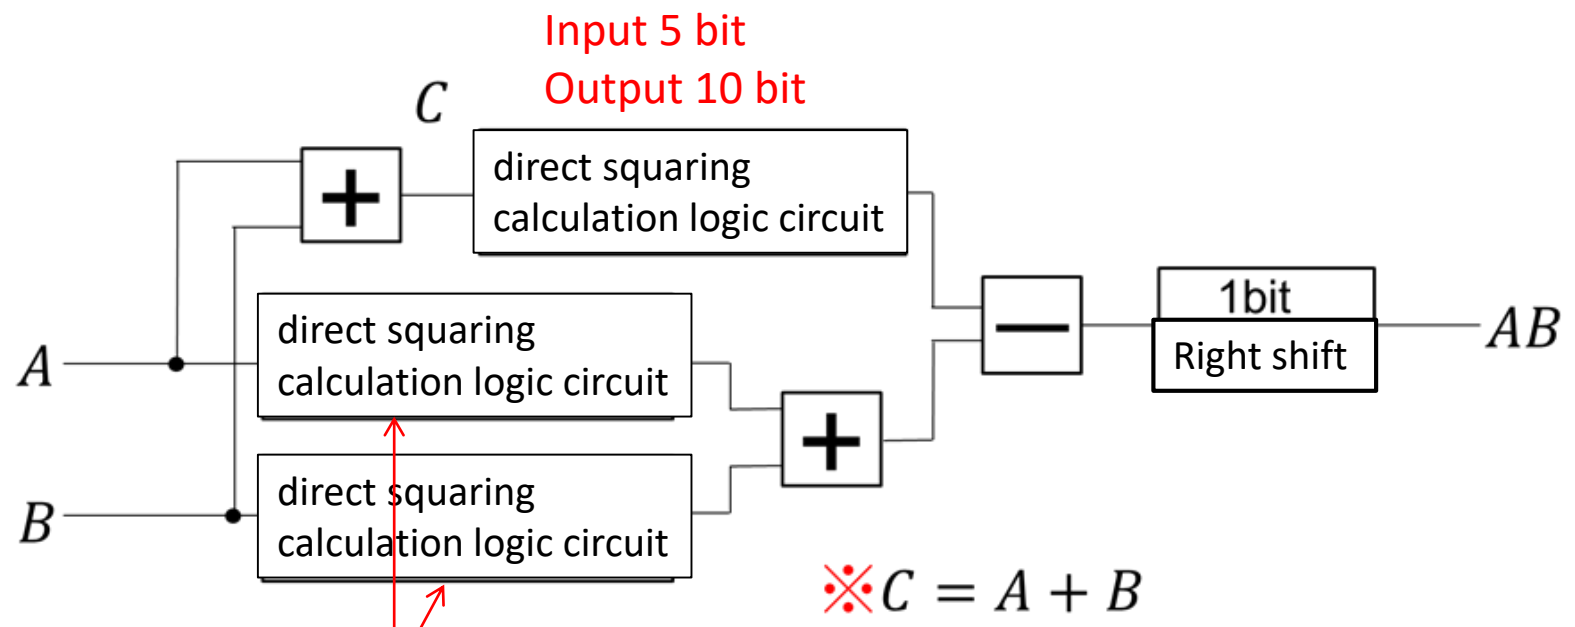 Input 5 bit
Output 10 bit
C
+
direct squaring
calculation logic circuit
A
direct squaring
calculation logic circuit
B
direct squaring
calculation logic circuit
+
—
1bit
Right shift
AB
※C = A + B